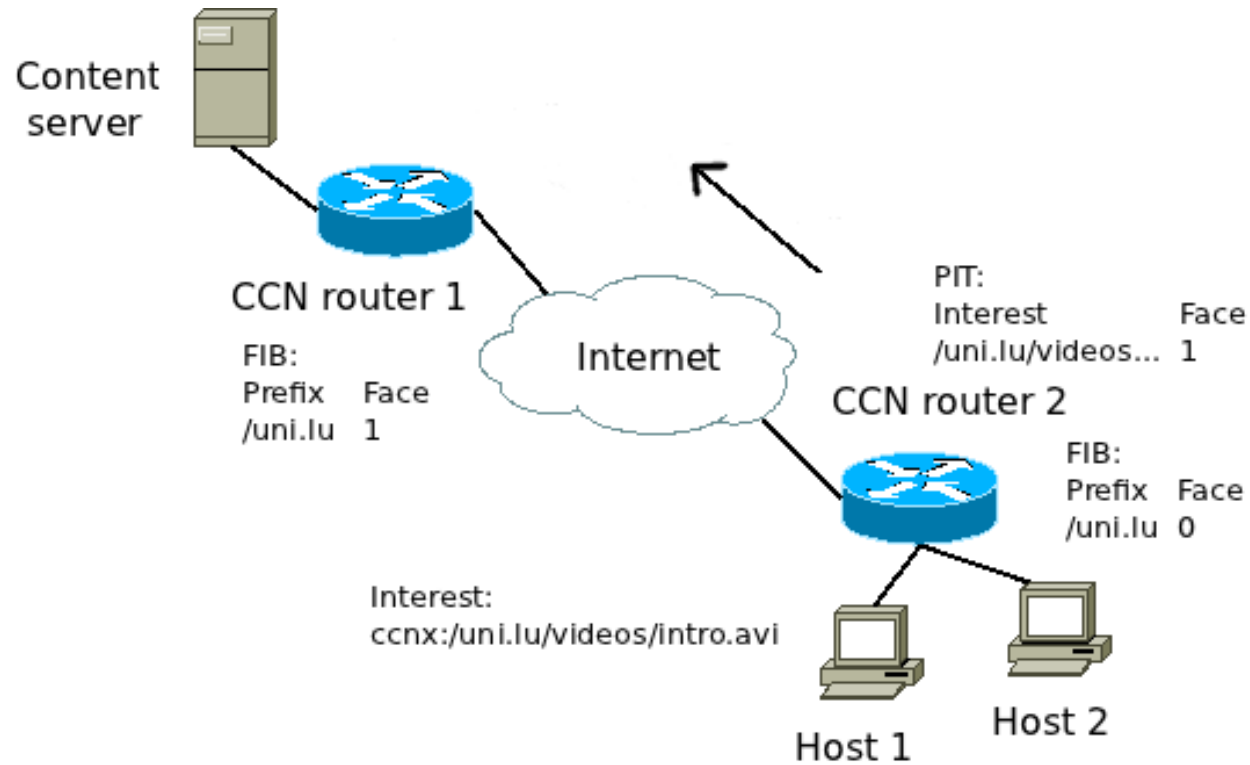 Content
server
CCN router 1
FIB:
Prefix Face
/uni.lu 1
Internet
PIT:
Interest Face
/uni.lu/videos... 1
CCN router 2
FIB:
Prefix Face
/uni.lu 0
Interest:
ccnx:/uni.lu/videos/intro.avi
Host 1
Host 2